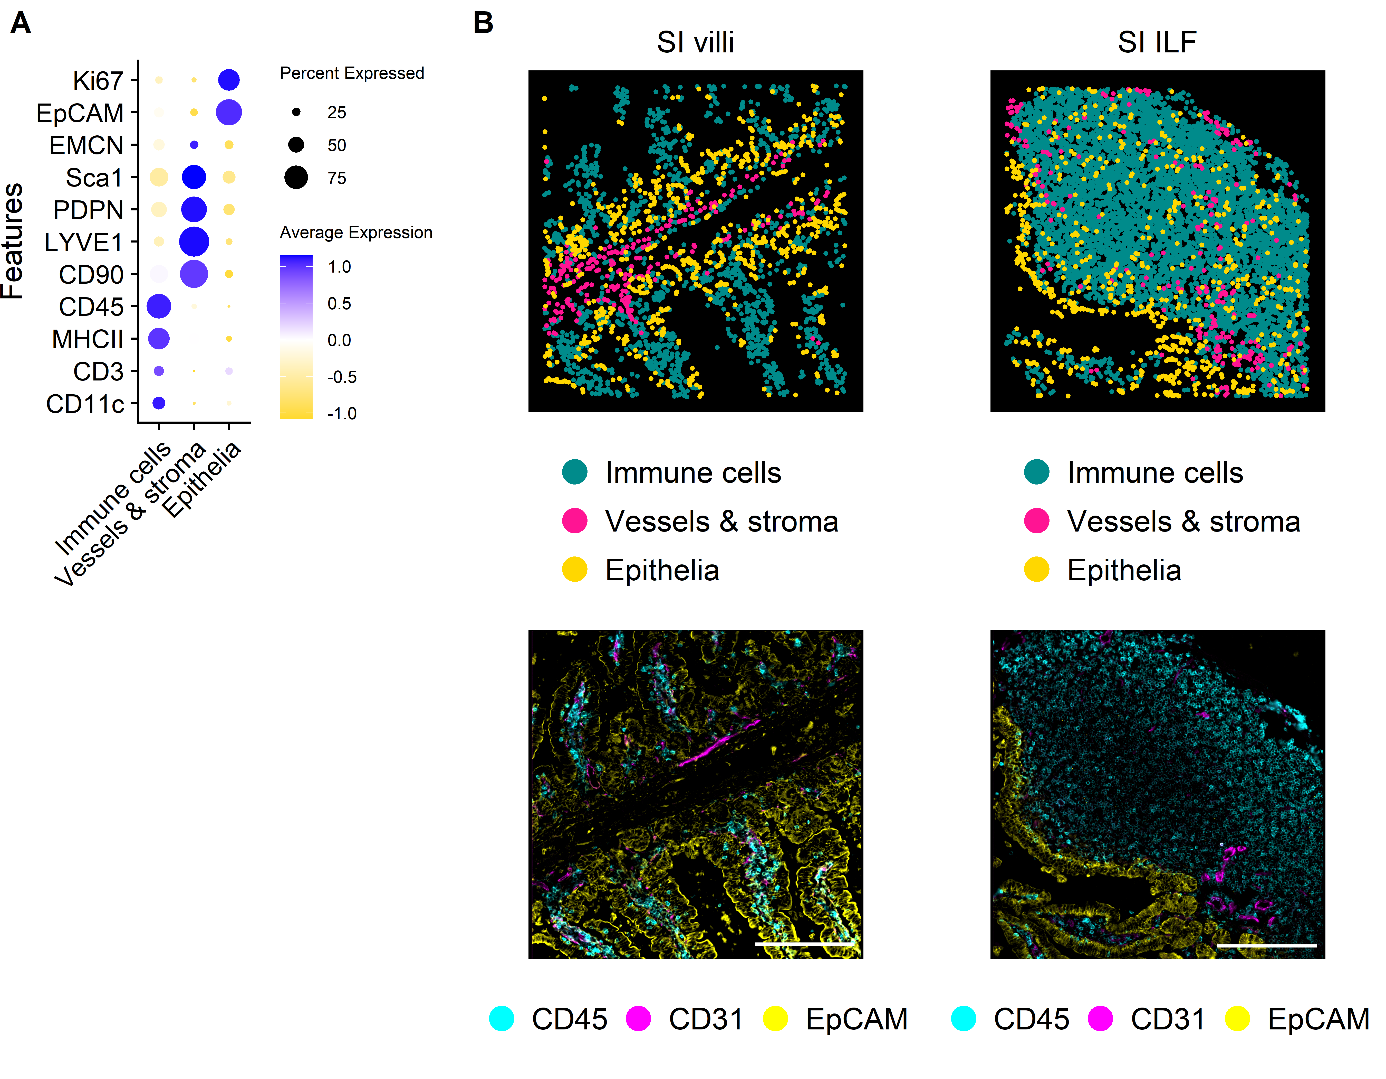 A
B
SI villi
SI ILF
Features
Ki67
EpCAM
EMCN
Sca1
PDPN
LYVE1
CD90
CD45
MHCII
CD3
CD11c
Immune cells
Vessels & stroma
Epithelia
Percent Expressed
25
50
75
Average Expression
1.0
0.5
0.0
-0.5
-1.0
Immune cells
Vessels & stroma
Epithelia
Immune cells
Vessels & stroma
Epithelia
CD45 CD31 EpCAM
CD45 CD31 EpCAM